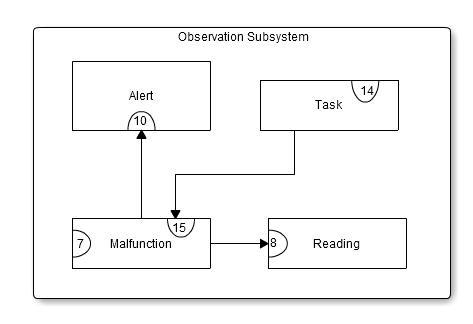 Observation Subsystem
Alert
10
Task
14
7
Malfunction
15
8
Reading